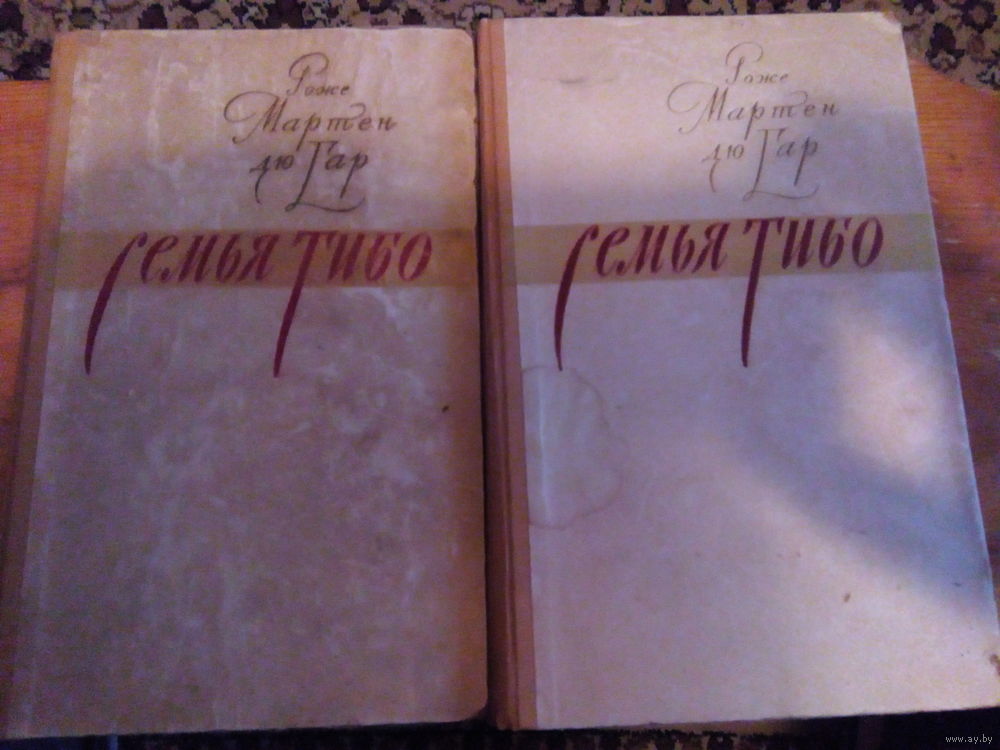 Роже
Мартен
дю Гар
СЕМЬЯ ТИБО
Роже
Мартен
дю Гар
СЕМЬЯ ТИБО
www.ay.by